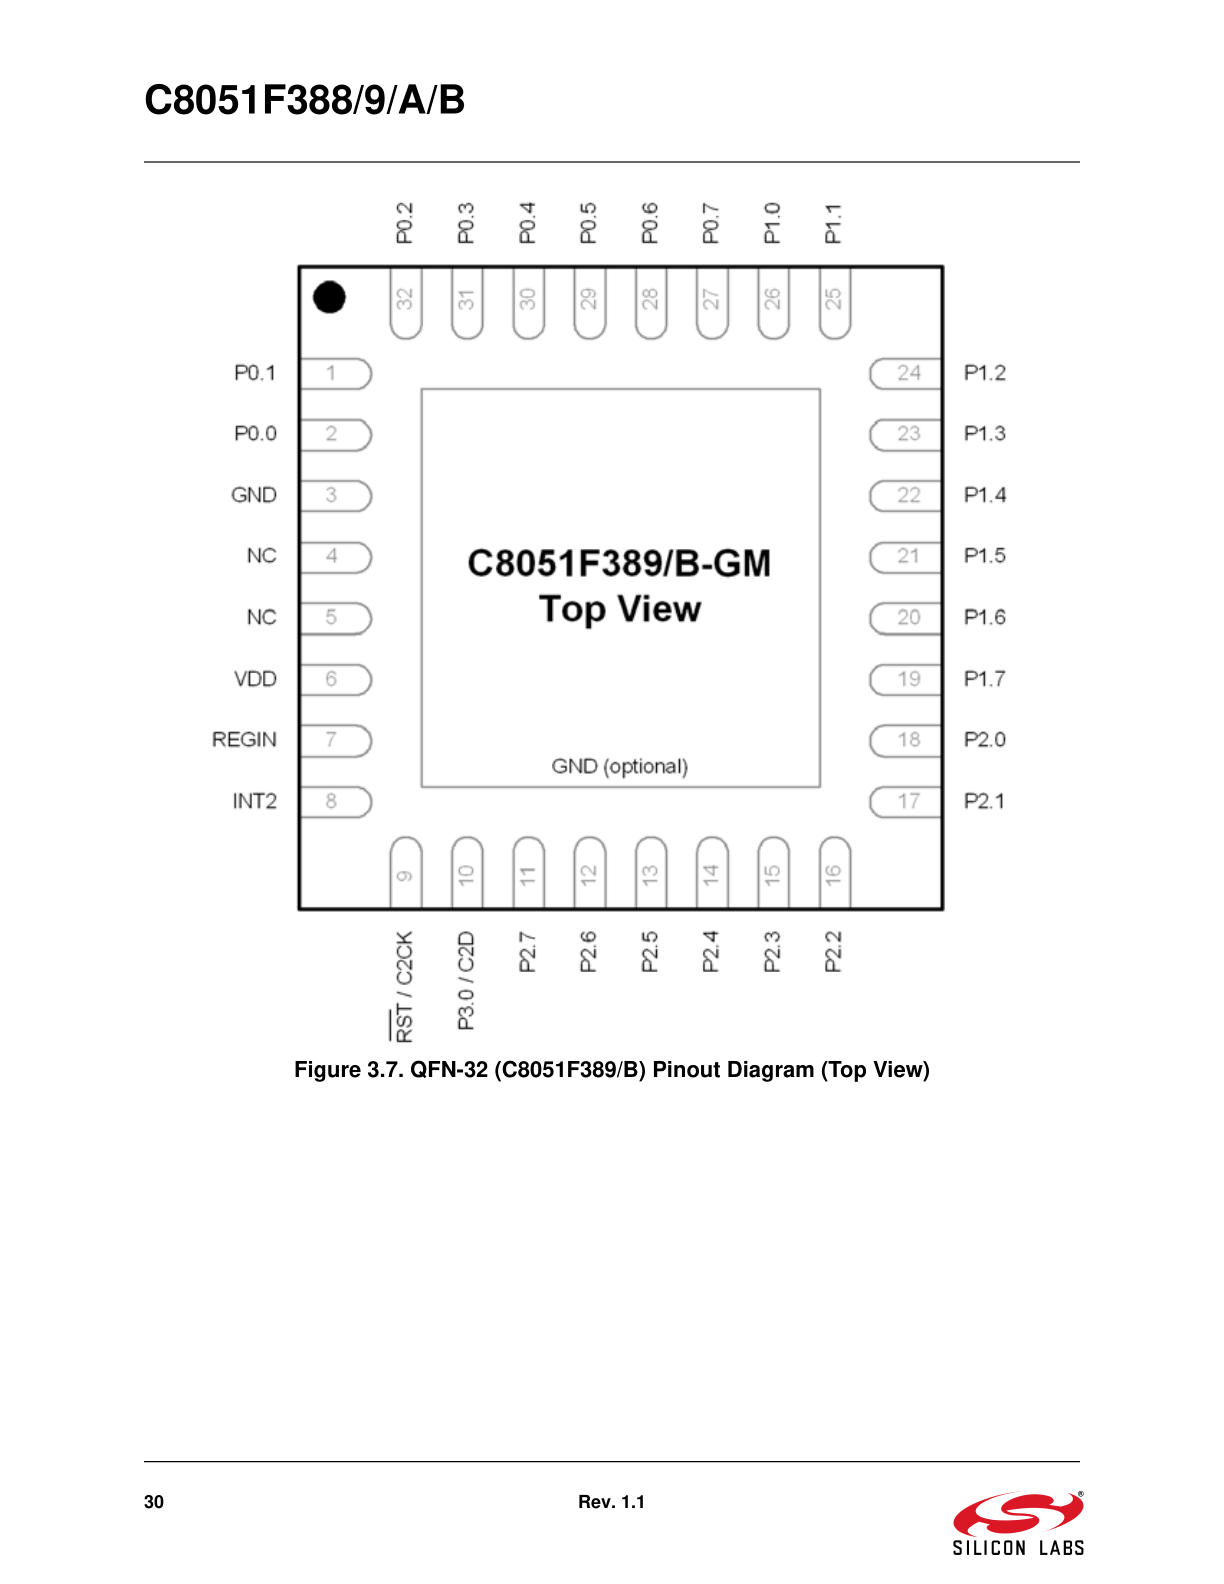 C8051F388/9/A/B
P0.2 P0.3 P0.4 P0.5 P0.6 P0.7 P1.0 P1.1
32 31 30 29 28 27 26 25
P0.1 1 24 P1.2
P0.0 2 23 P1.3
GND 3 22 P1.4
NC 4 21 P1.5
C8051F389/B-GM
Top View
NC 5 20 P1.6
VDD 6 19 P1.7
REGIN 7 18 P2.0
GND (optional)
INT2 8 17 P2.1
9 10 11 12 13 14 15 16
RST / C2CK P3.0 / C2D P2.7 P2.6 P2.5 P2.4 P2.3 P2.2
Figure 3.7. QFN-32 (C8051F389/B) Pinout Diagram (Top View)
30 Rev. 1.1
®
SILICON LABS